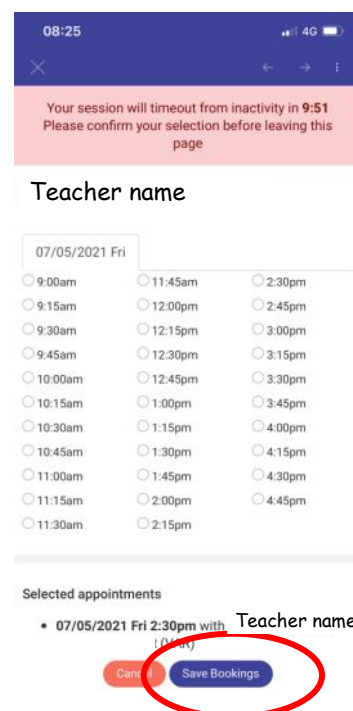 08:25 4G
Your session will timeout from inactivity in 9:51
Please confirm your selection before leaving this
page
Teacher name
07/05/2021 Fri
9:00am 11:45am 2:30pm
9:15am 12:00pm 2:45pm
9:30am 12:15pm 3:00pm
9:45am 12:30pm 3:15pm
10:00am 12:45pm 3:30pm
10:15am 1:00pm 3:45pm
10:30am 1:15pm 4:00pm
10:45am 1:30pm 4:15pm
11:00am 1:45pm 4:30pm
11:15am 2:00pm 4:45pm
11:30am 2:15pm
Selected appointments
• 07/05/2021 Fri 2:30pm with Teacher name
Cancel Save Bookings